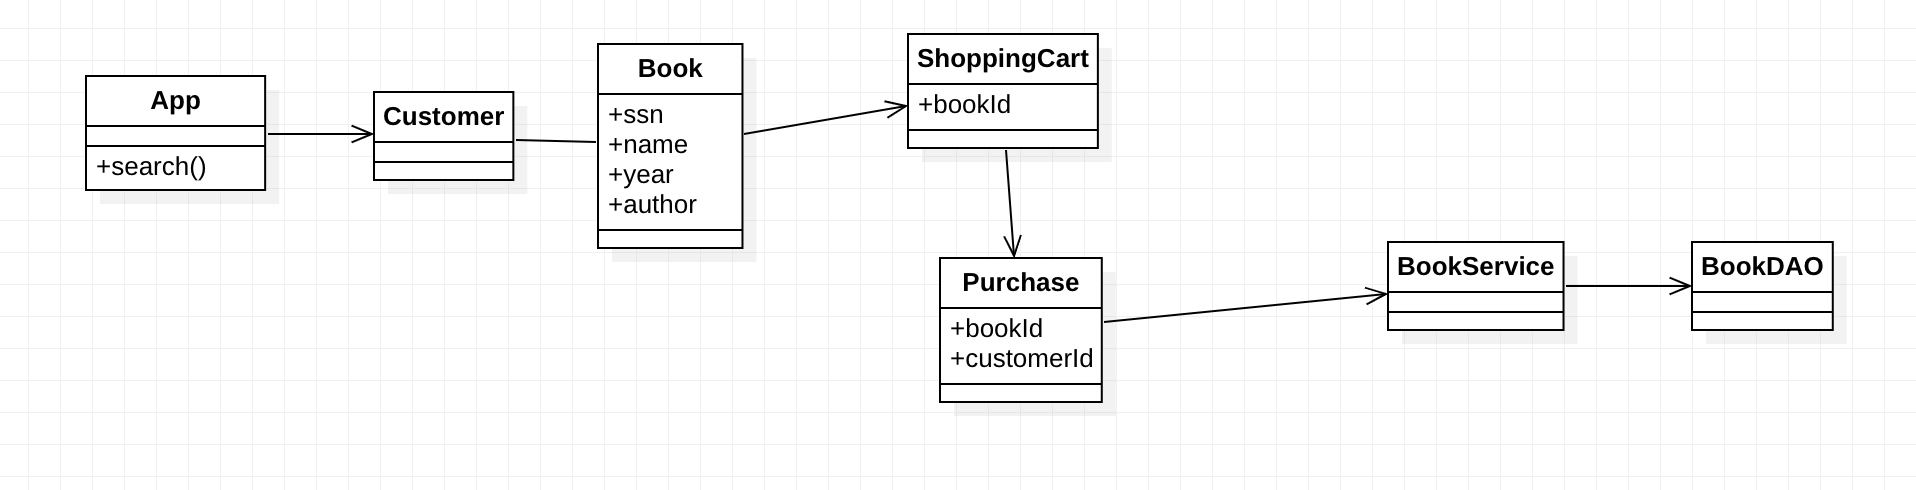 App
+search()
Customer
Book
+ssn
+name
+year
+author
ShoppingCart
+bookId
Purchase
+bookId
+customerId
BookService
BookDAO